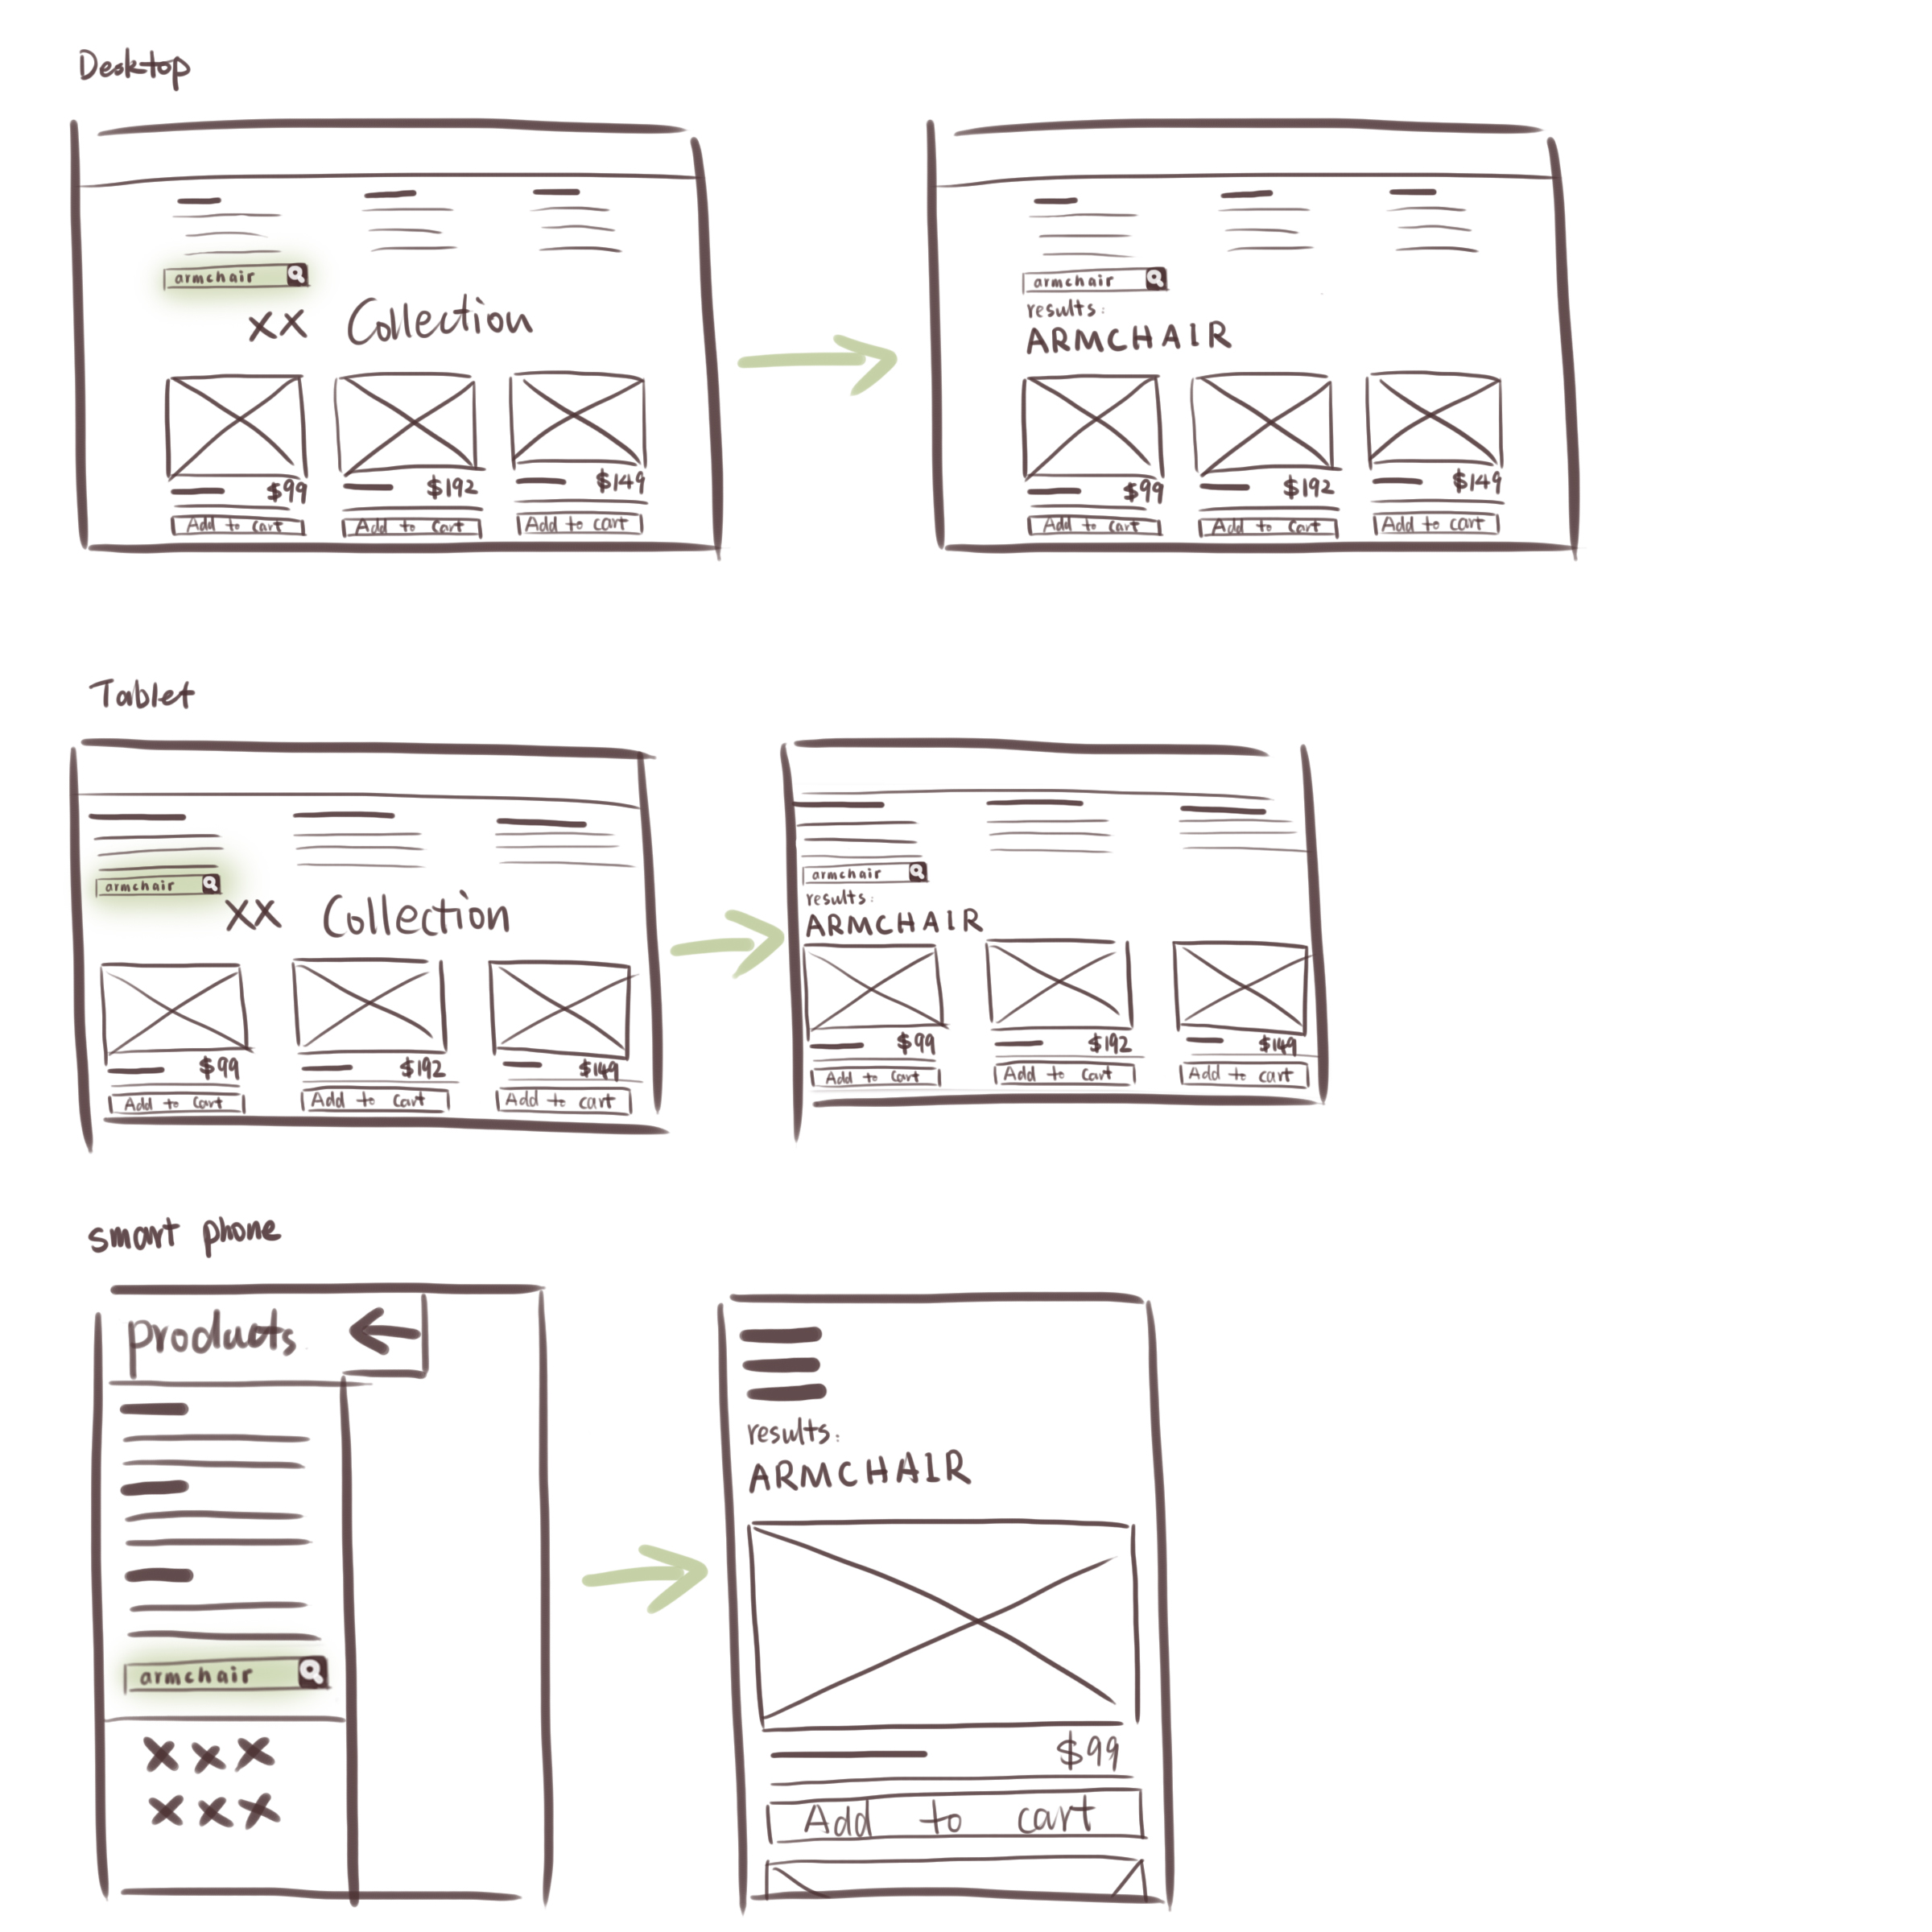 Desktop
armchair
XX Collection
$99 $192 $149
Add to cart Add to cart Add to cart
armchair
results:
ARMCHAIR
$99 $192 $149
Add to cart Add to cart Add to cart
Tablet
armchair
XX Collection
$99 $192 $149
Add to cart Add to cart Add to cart
armchair
results:
ARMCHAIR
$99 $192 $149
Add to cart Add to cart Add to cart
smart phone
products
armchair
XXX
XXX
results:
ARMCHAIR
$99
Add to cart